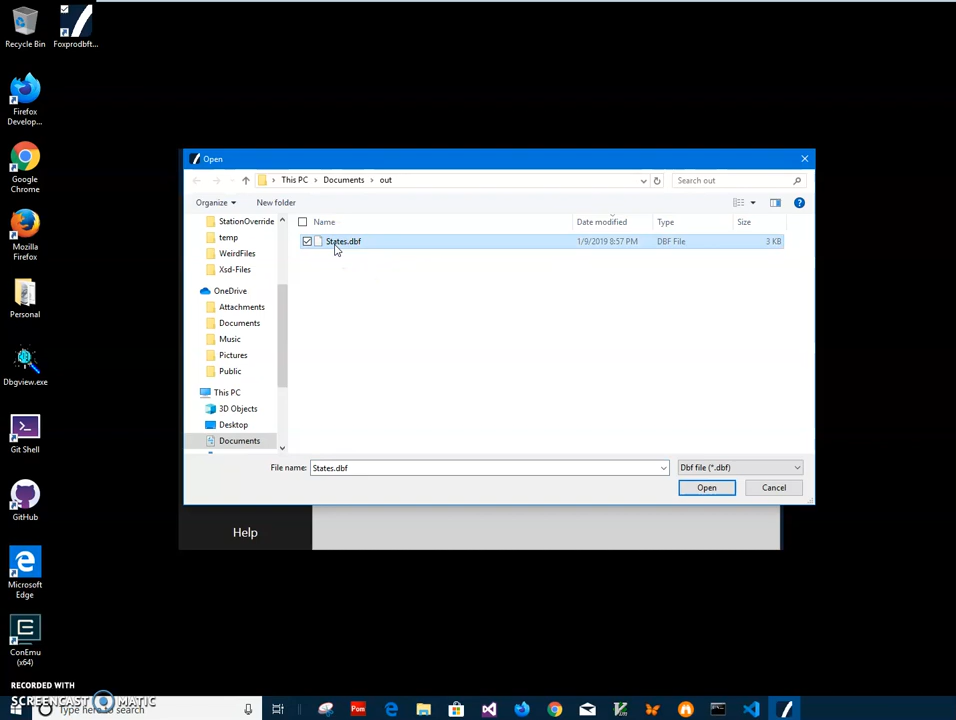 Recycle Bin
Foxprodbft...
Firefox
Develop...
Google
Chrome
Mozilla
Firefox
Personal
Dbgview.exe
Git Shell
GitHub
Microsoft
Edge
ConEmu
(x64)
Open
This PC
Documents
out
Search out
Organize
New folder
StationOverride
temp
WeirdFiles
Xsd-Files
OneDrive
Attachments
Documents
Music
Pictures
Public
This PC
3D Objects
Desktop
Documents
Name
Date modified
Type
Size
States.dbf
1/9/2019 8:57 PM
DBF File
3 KB
File name:
States.dbf
Dbf file (*.dbf)
Open
Cancel
Help
RECORDED WITH
SCREENCAST MATIC
Type here to search
Pom